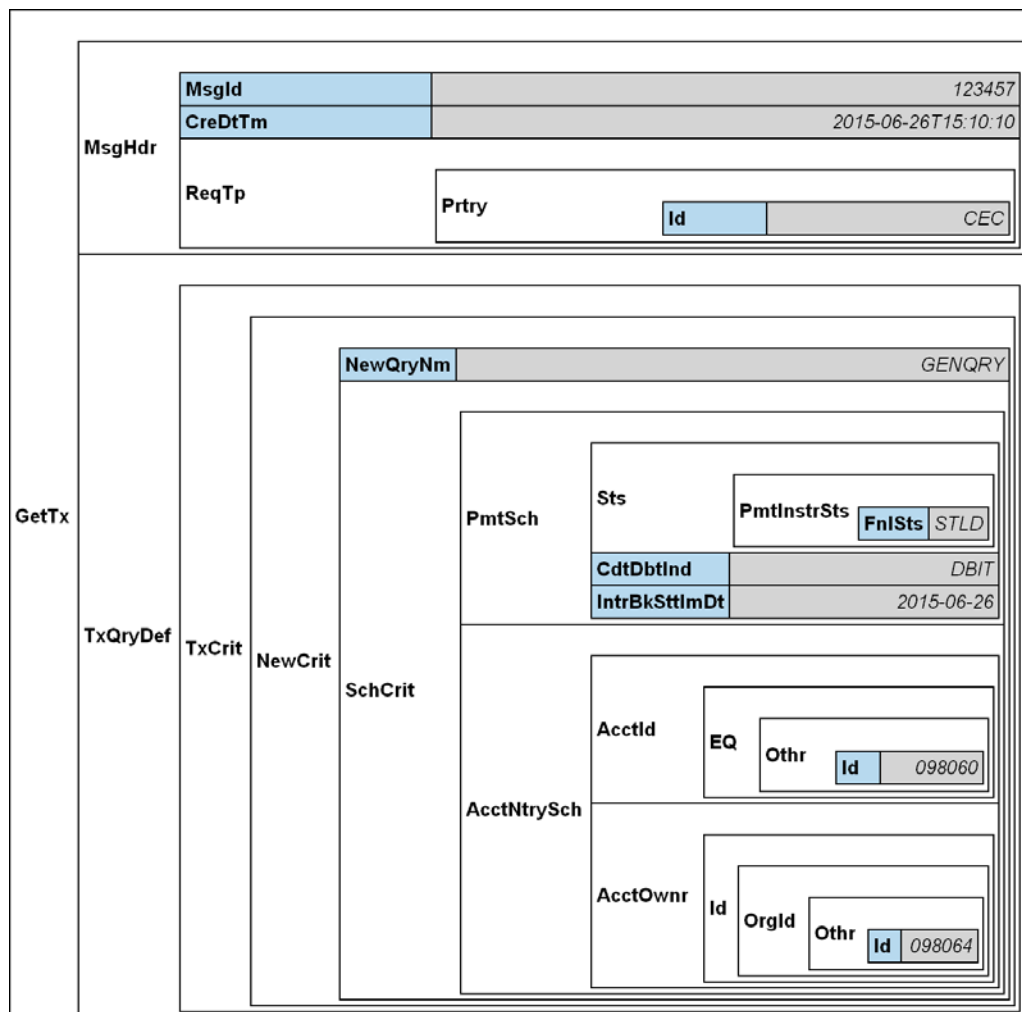 MsgId 123457
CreDtTm 2015-06-26T15:10:10
MsgHdr
ReqTp
Prtry
Id CEC
NewQryNm GENQRY
Sts
PmtInstrSts
FnlSts STLD
PmtSch
CdtDbtInd DBIT
IntrBkSttlmDt 2015-06-26
GetTx
TxQryDef
TxCrit
NewCrit
SchCrit
AcctId
EQ
Othr
Id 098060
AcctNtrySch
AcctOwnr
Id
OrgId
Othr
Id 098064